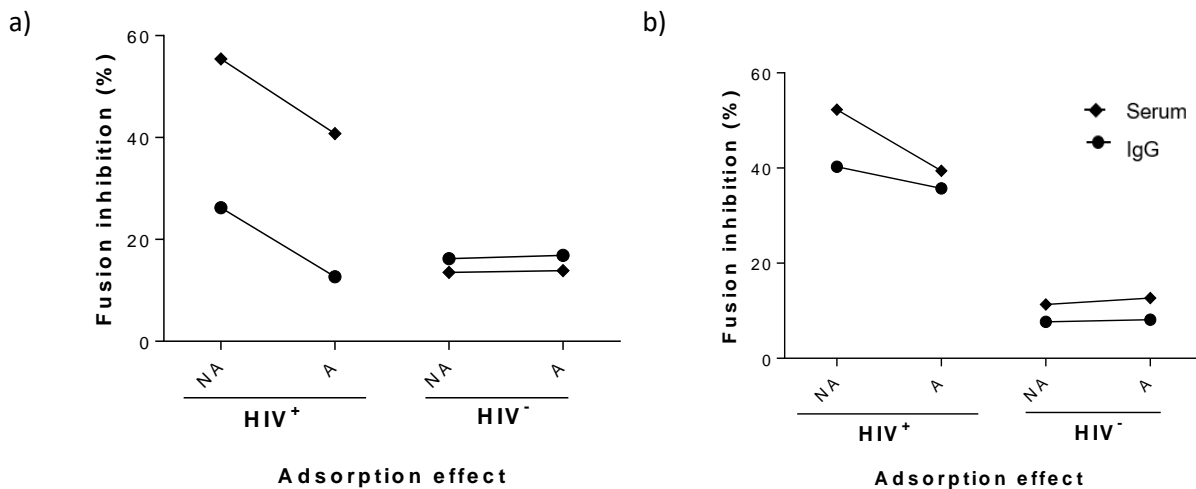 a)
Fusion inhibition (%)
60
40
20
0
NA
A
NA
A
HIV⁺
HIV⁻
Adsorption effect
b)
Fusion inhibition (%)
60
40
20
0
NA
A
NA
A
HIV⁺
HIV⁻
Adsorption effect
Serum
IgG